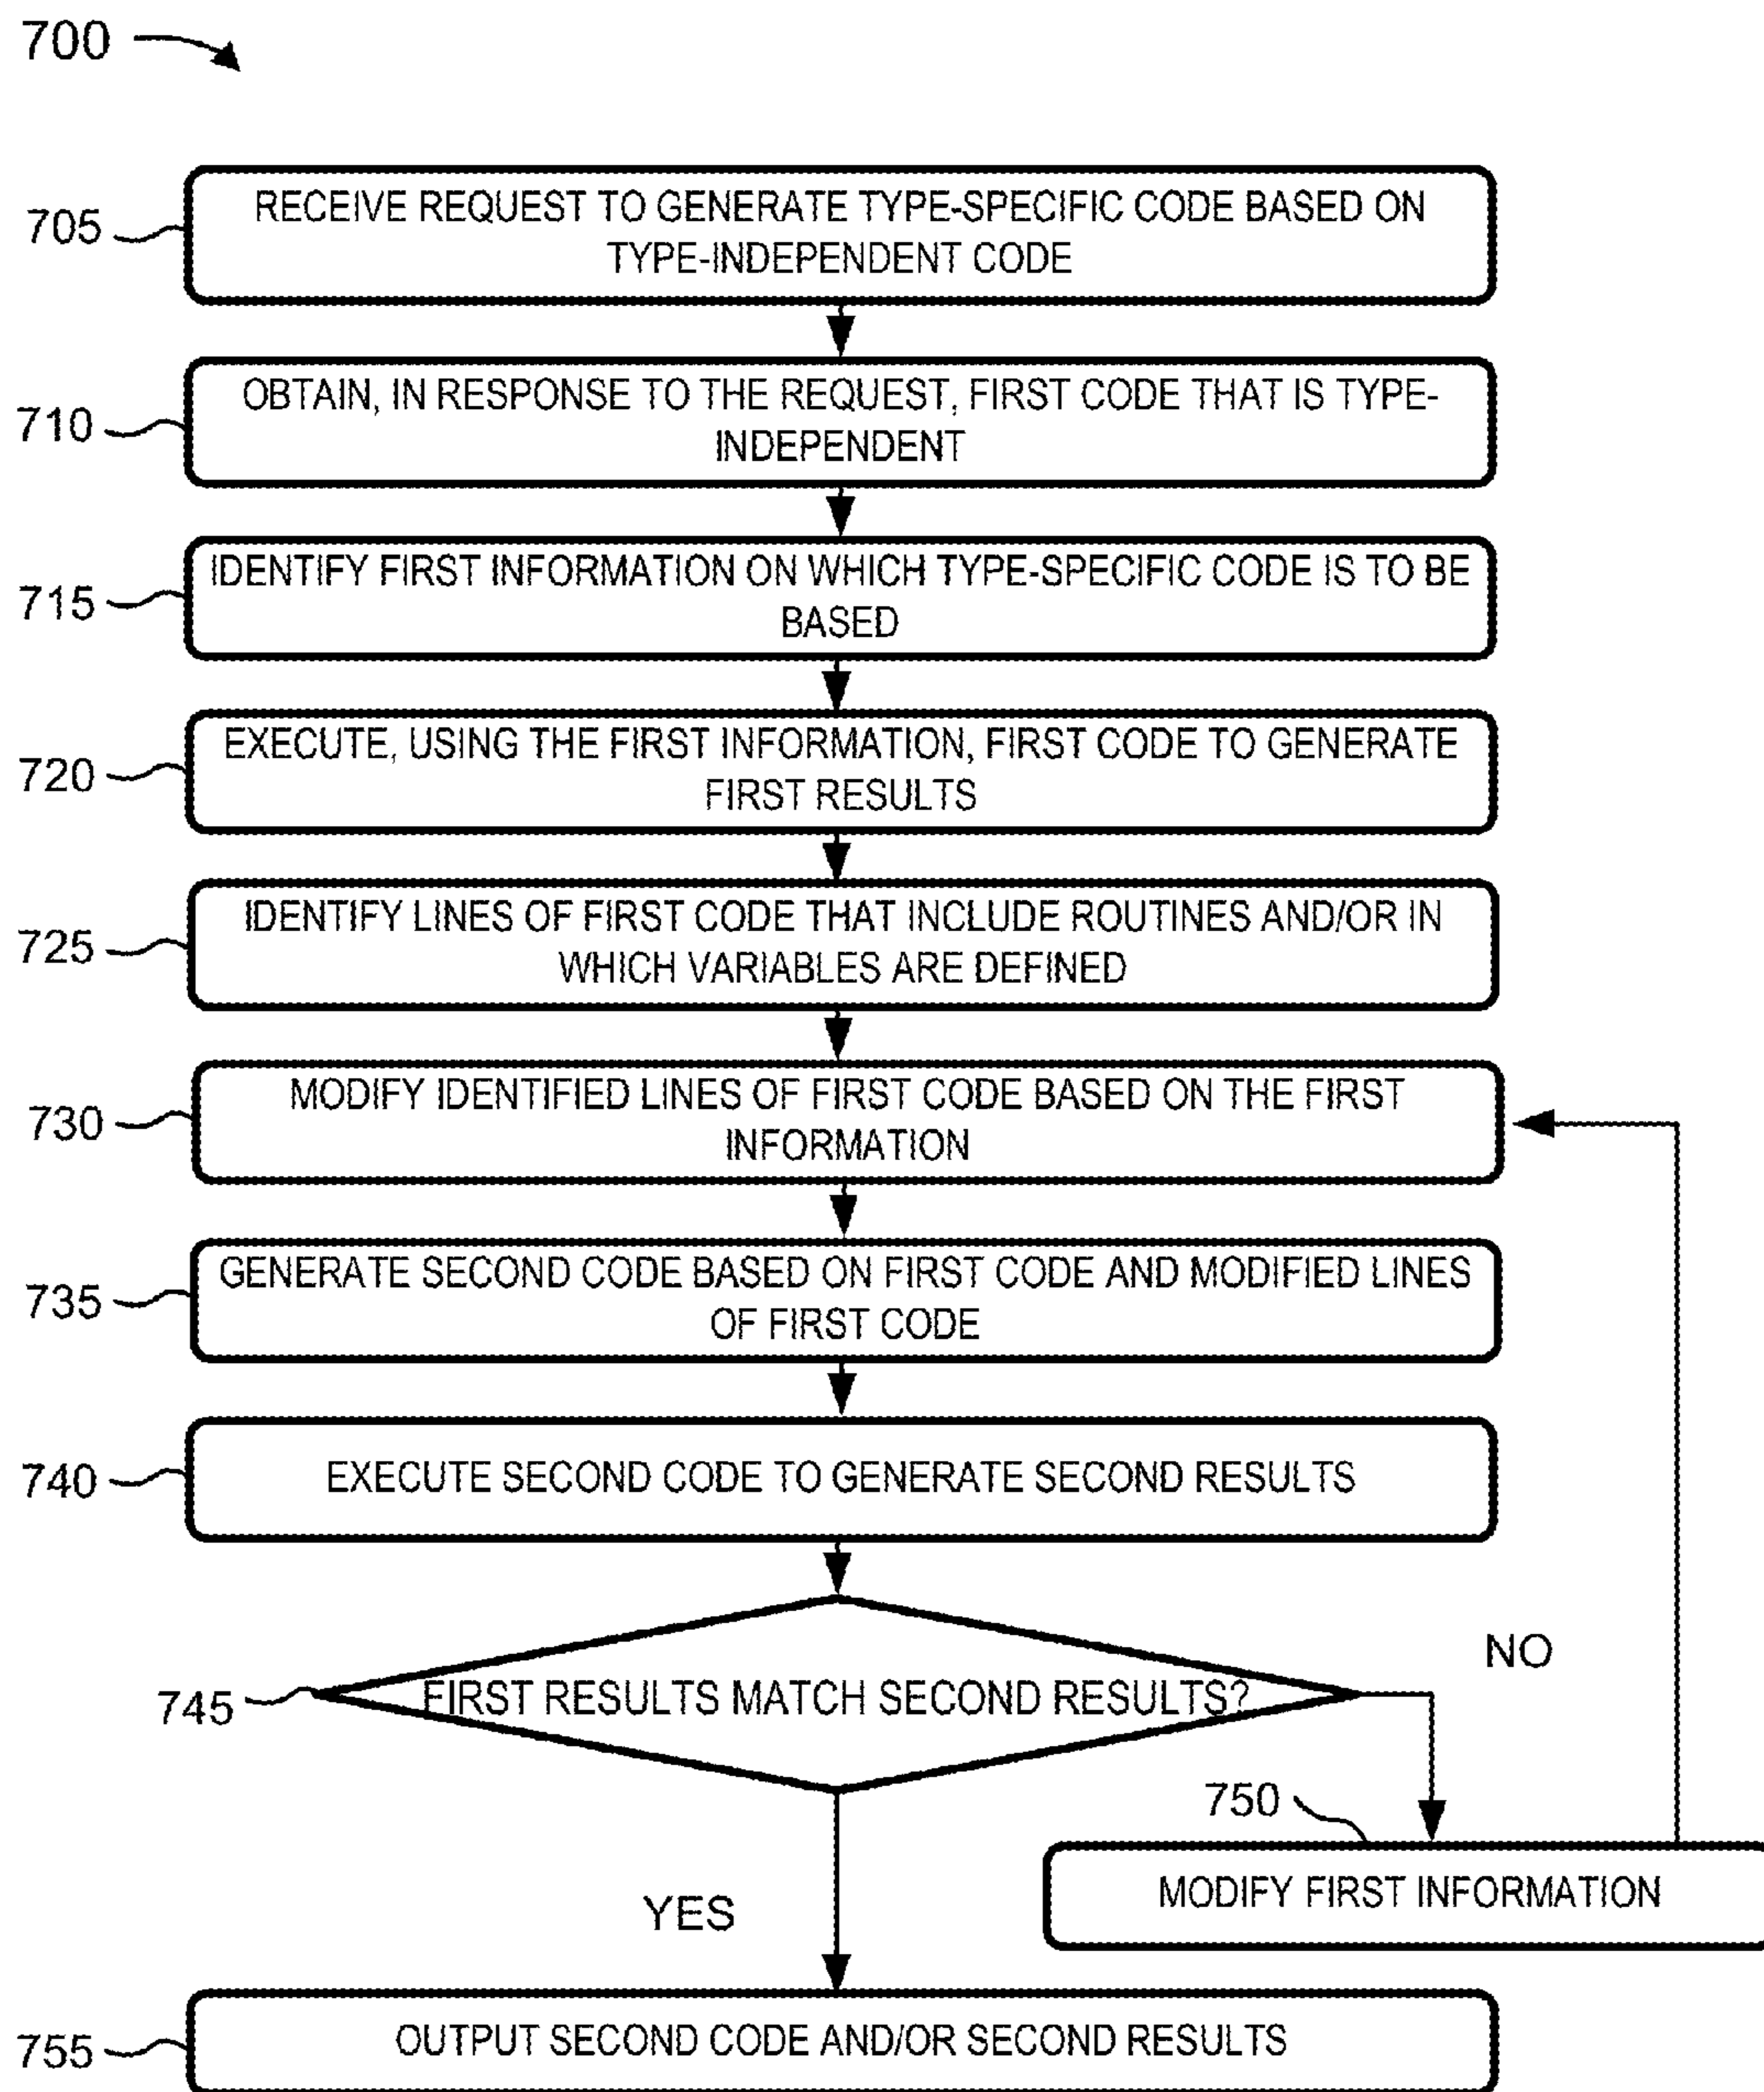 700
705
RECEIVE REQUEST TO GENERATE TYPE-SPECIFIC CODE BASED ON
TYPE-INDEPENDENT CODE
710
OBTAIN, IN RESPONSE TO THE REQUEST, FIRST CODE THAT IS TYPE-
INDEPENDENT
715
IDENTIFY FIRST INFORMATION ON WHICH TYPE-SPECIFIC CODE IS TO BE
BASED
720
EXECUTE, USING THE FIRST INFORMATION, FIRST CODE TO GENERATE
FIRST RESULTS
725
IDENTIFY LINES OF FIRST CODE THAT INCLUDE ROUTINES AND/OR IN
WHICH VARIABLES ARE DEFINED
730
MODIFY IDENTIFIED LINES OF FIRST CODE BASED ON THE FIRST
INFORMATION
735
GENERATE SECOND CODE BASED ON FIRST CODE AND MODIFIED LINES
OF FIRST CODE
740
EXECUTE SECOND CODE TO GENERATE SECOND RESULTS
745
FIRST RESULTS MATCH SECOND RESULTS?
NO
750
MODIFY FIRST INFORMATION
YES
755
OUTPUT SECOND CODE AND/OR SECOND RESULTS